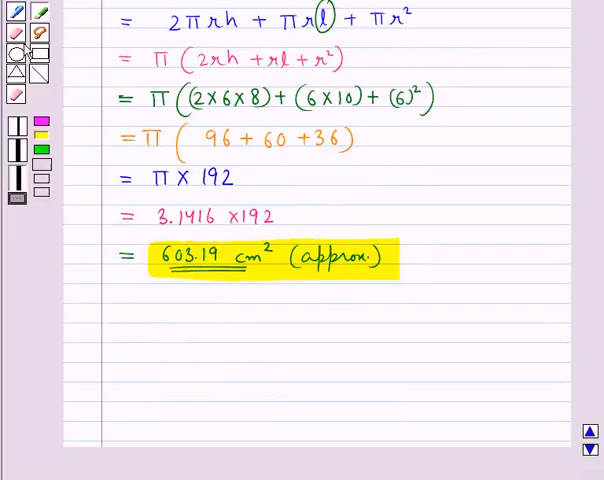 = 2πrh + πrl + πr²
= π (2rh + rl + r²)
= π((2×6×8) + (6×10) + (6)²)
= π ( 96 + 60 + 36)
= π × 192
= 3.1416 × 192
= 603.19 cm² (approx.)